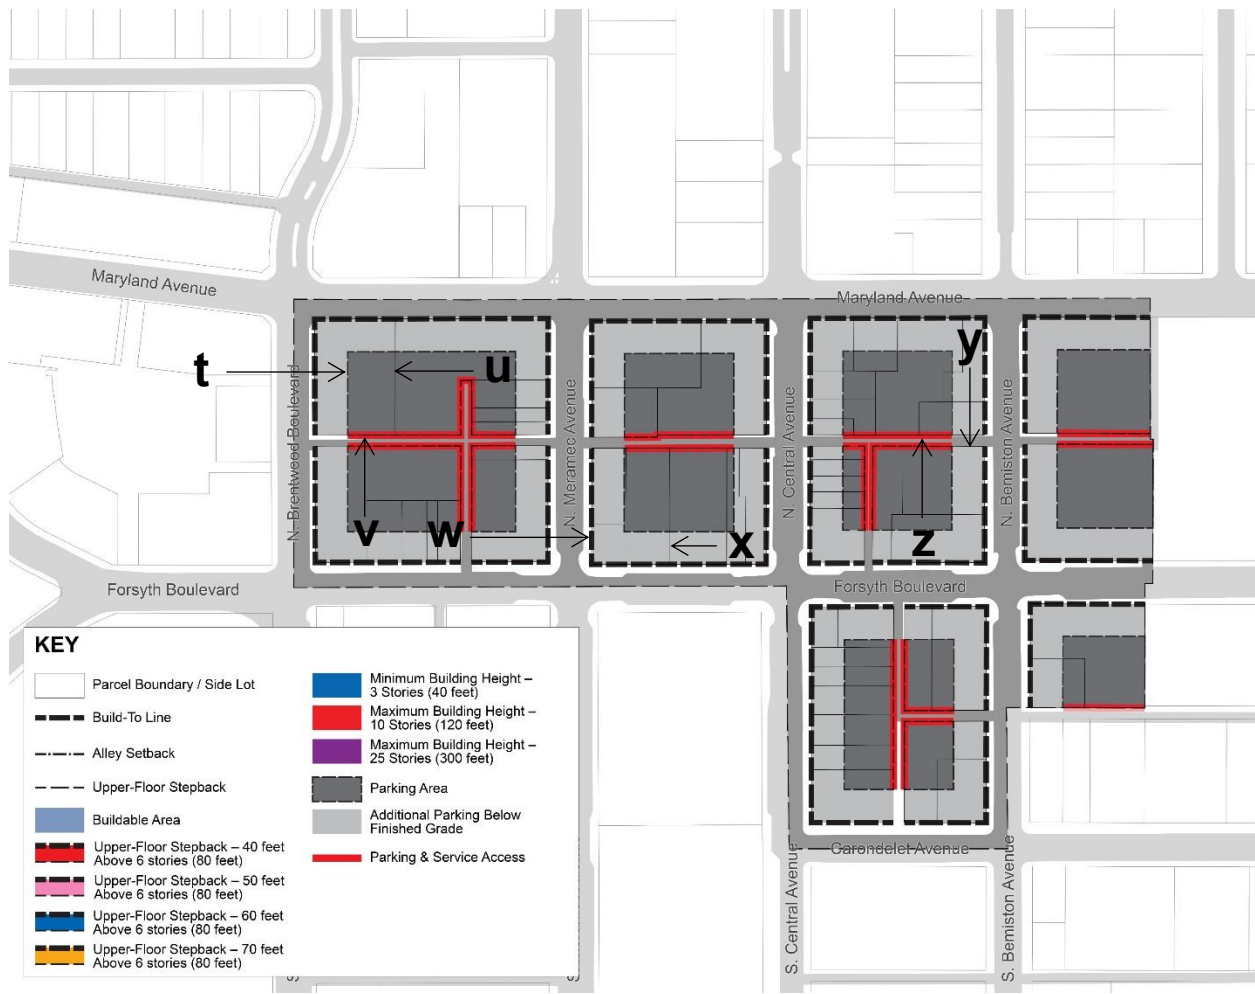 Maryland Avenue
Maryland Avenue
t
u
y
N. Brentwood Boulevard
N. Meramec Avenue
N. Central Avenue
N. Bemiston Avenue
v
w
x
z
Forsyth Boulevard
Forsyth Boulevard
KEY
Parcel Boundary / Side Lot
Build-To Line
Alley Setback
Upper-Floor Stepback
Buildable Area
Upper-Floor Stepback – 40 feet
Above 6 stories (80 feet)
Upper-Floor Stepback – 50 feet
Above 6 stories (80 feet)
Upper-Floor Stepback – 60 feet
Above 6 stories (80 feet)
Upper-Floor Stepback – 70 feet
Above 6 stories (80 feet)
Minimum Building Height –
3 Stories (40 feet)
Maximum Building Height –
10 Stories (120 feet)
Maximum Building Height –
25 Stories (300 feet)
Parking Area
Additional Parking Below
Finished Grade
Parking & Service Access
Carondelet Avenue
S. Central Avenue
S. Bemiston Avenue